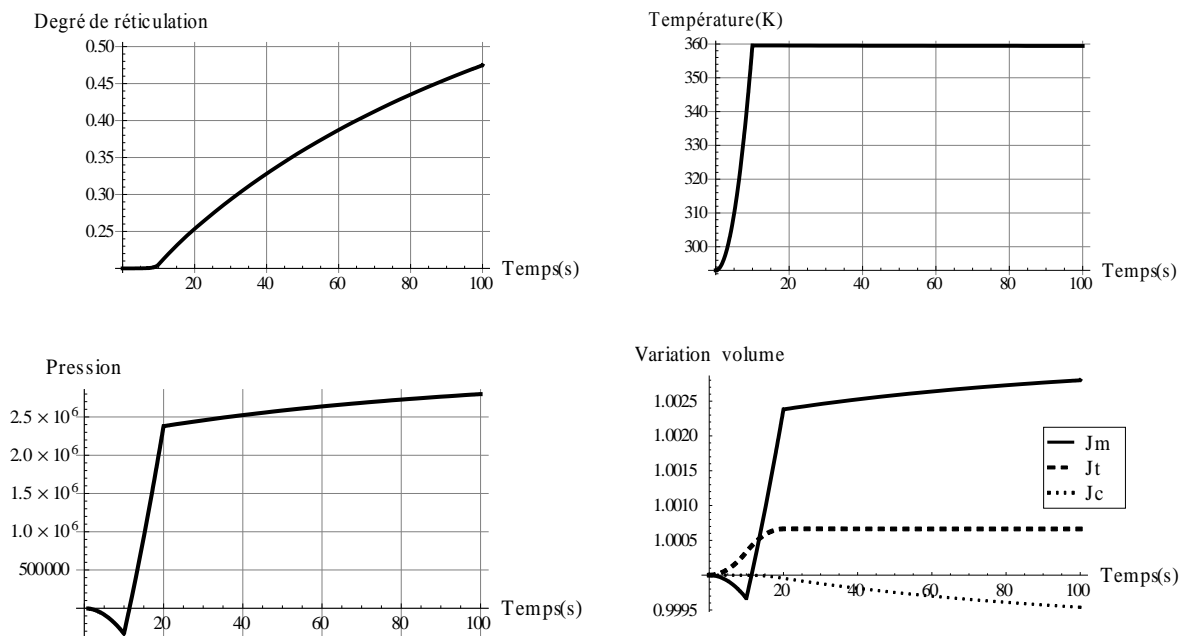 Degré de réticulation
0.50
0.45
0.40
0.35
0.30
0.25
20 40 60 80 100
Temps(s)
Température(K)
360
350
340
330
320
310
300
20 40 60 80 100
Temps(s)
Pression
2.5 × 10⁶
2.0 × 10⁶
1.5 × 10⁶
1.0 × 10⁶
500000
20 40 60 80 100
Temps(s)
Variation volume
1.0025
1.0020
1.0015
1.0010
1.0005
0.9995
20 40 60 80 100
Temps(s)
Jm
Jt
Jc